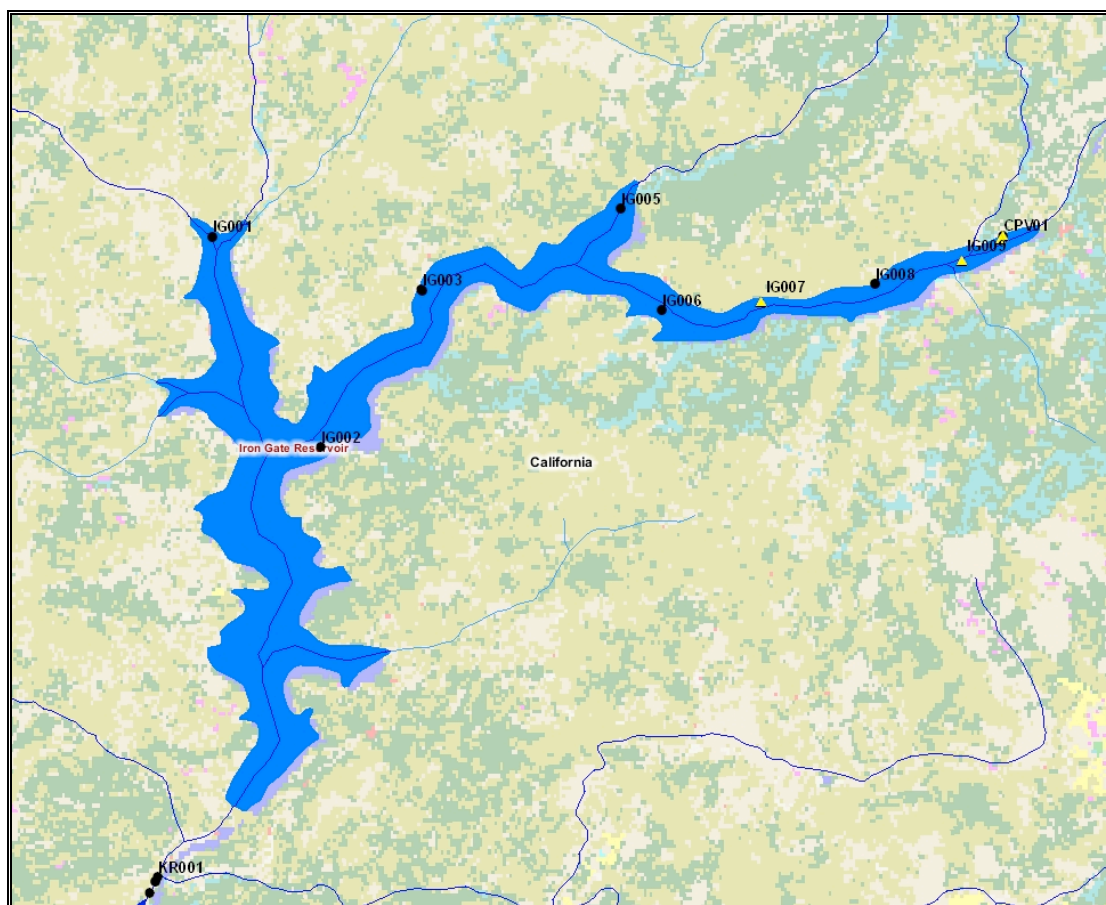 IG005
IG001
CPV01
IG009
IG003
IG008
IG007
IG006
IG002
Iron Gate Reservoir
California
KR001